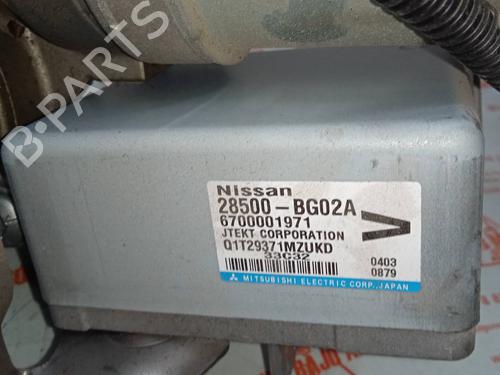 B-PARTS
Nissan
28500-BG02A
6700001971
JTEKT CORPORATION
Q1T29371MZUKD
33C32
0403
0879
MITSUBISHI ELECTRIC CORP., JAPAN